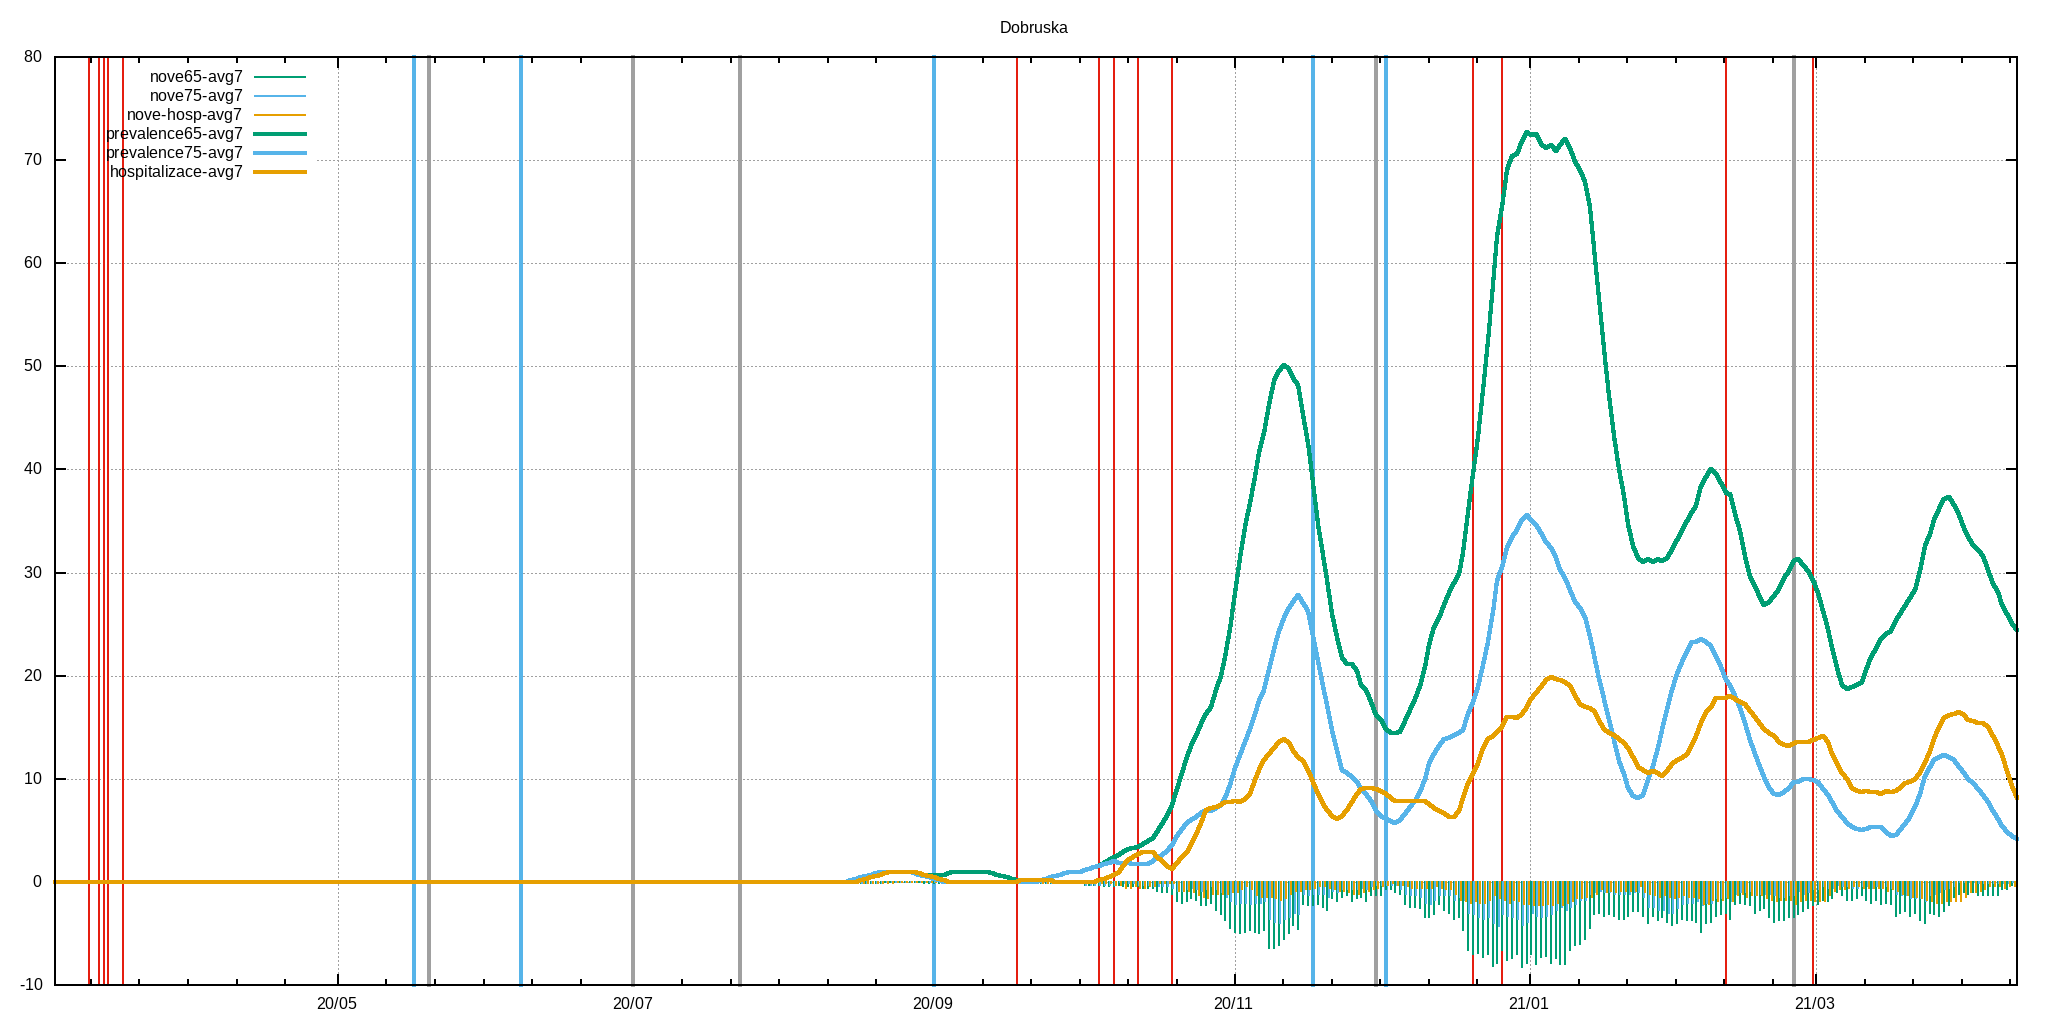 Dobruska
80
70
60
50
40
30
20
10
0
-10
nove65-avg7
nove75-avg7
nove-hosp-avg7
prevalence65-avg7
prevalence75-avg7
hospitalizace-avg7
20/05
20/07
20/09
20/11
21/01
21/03